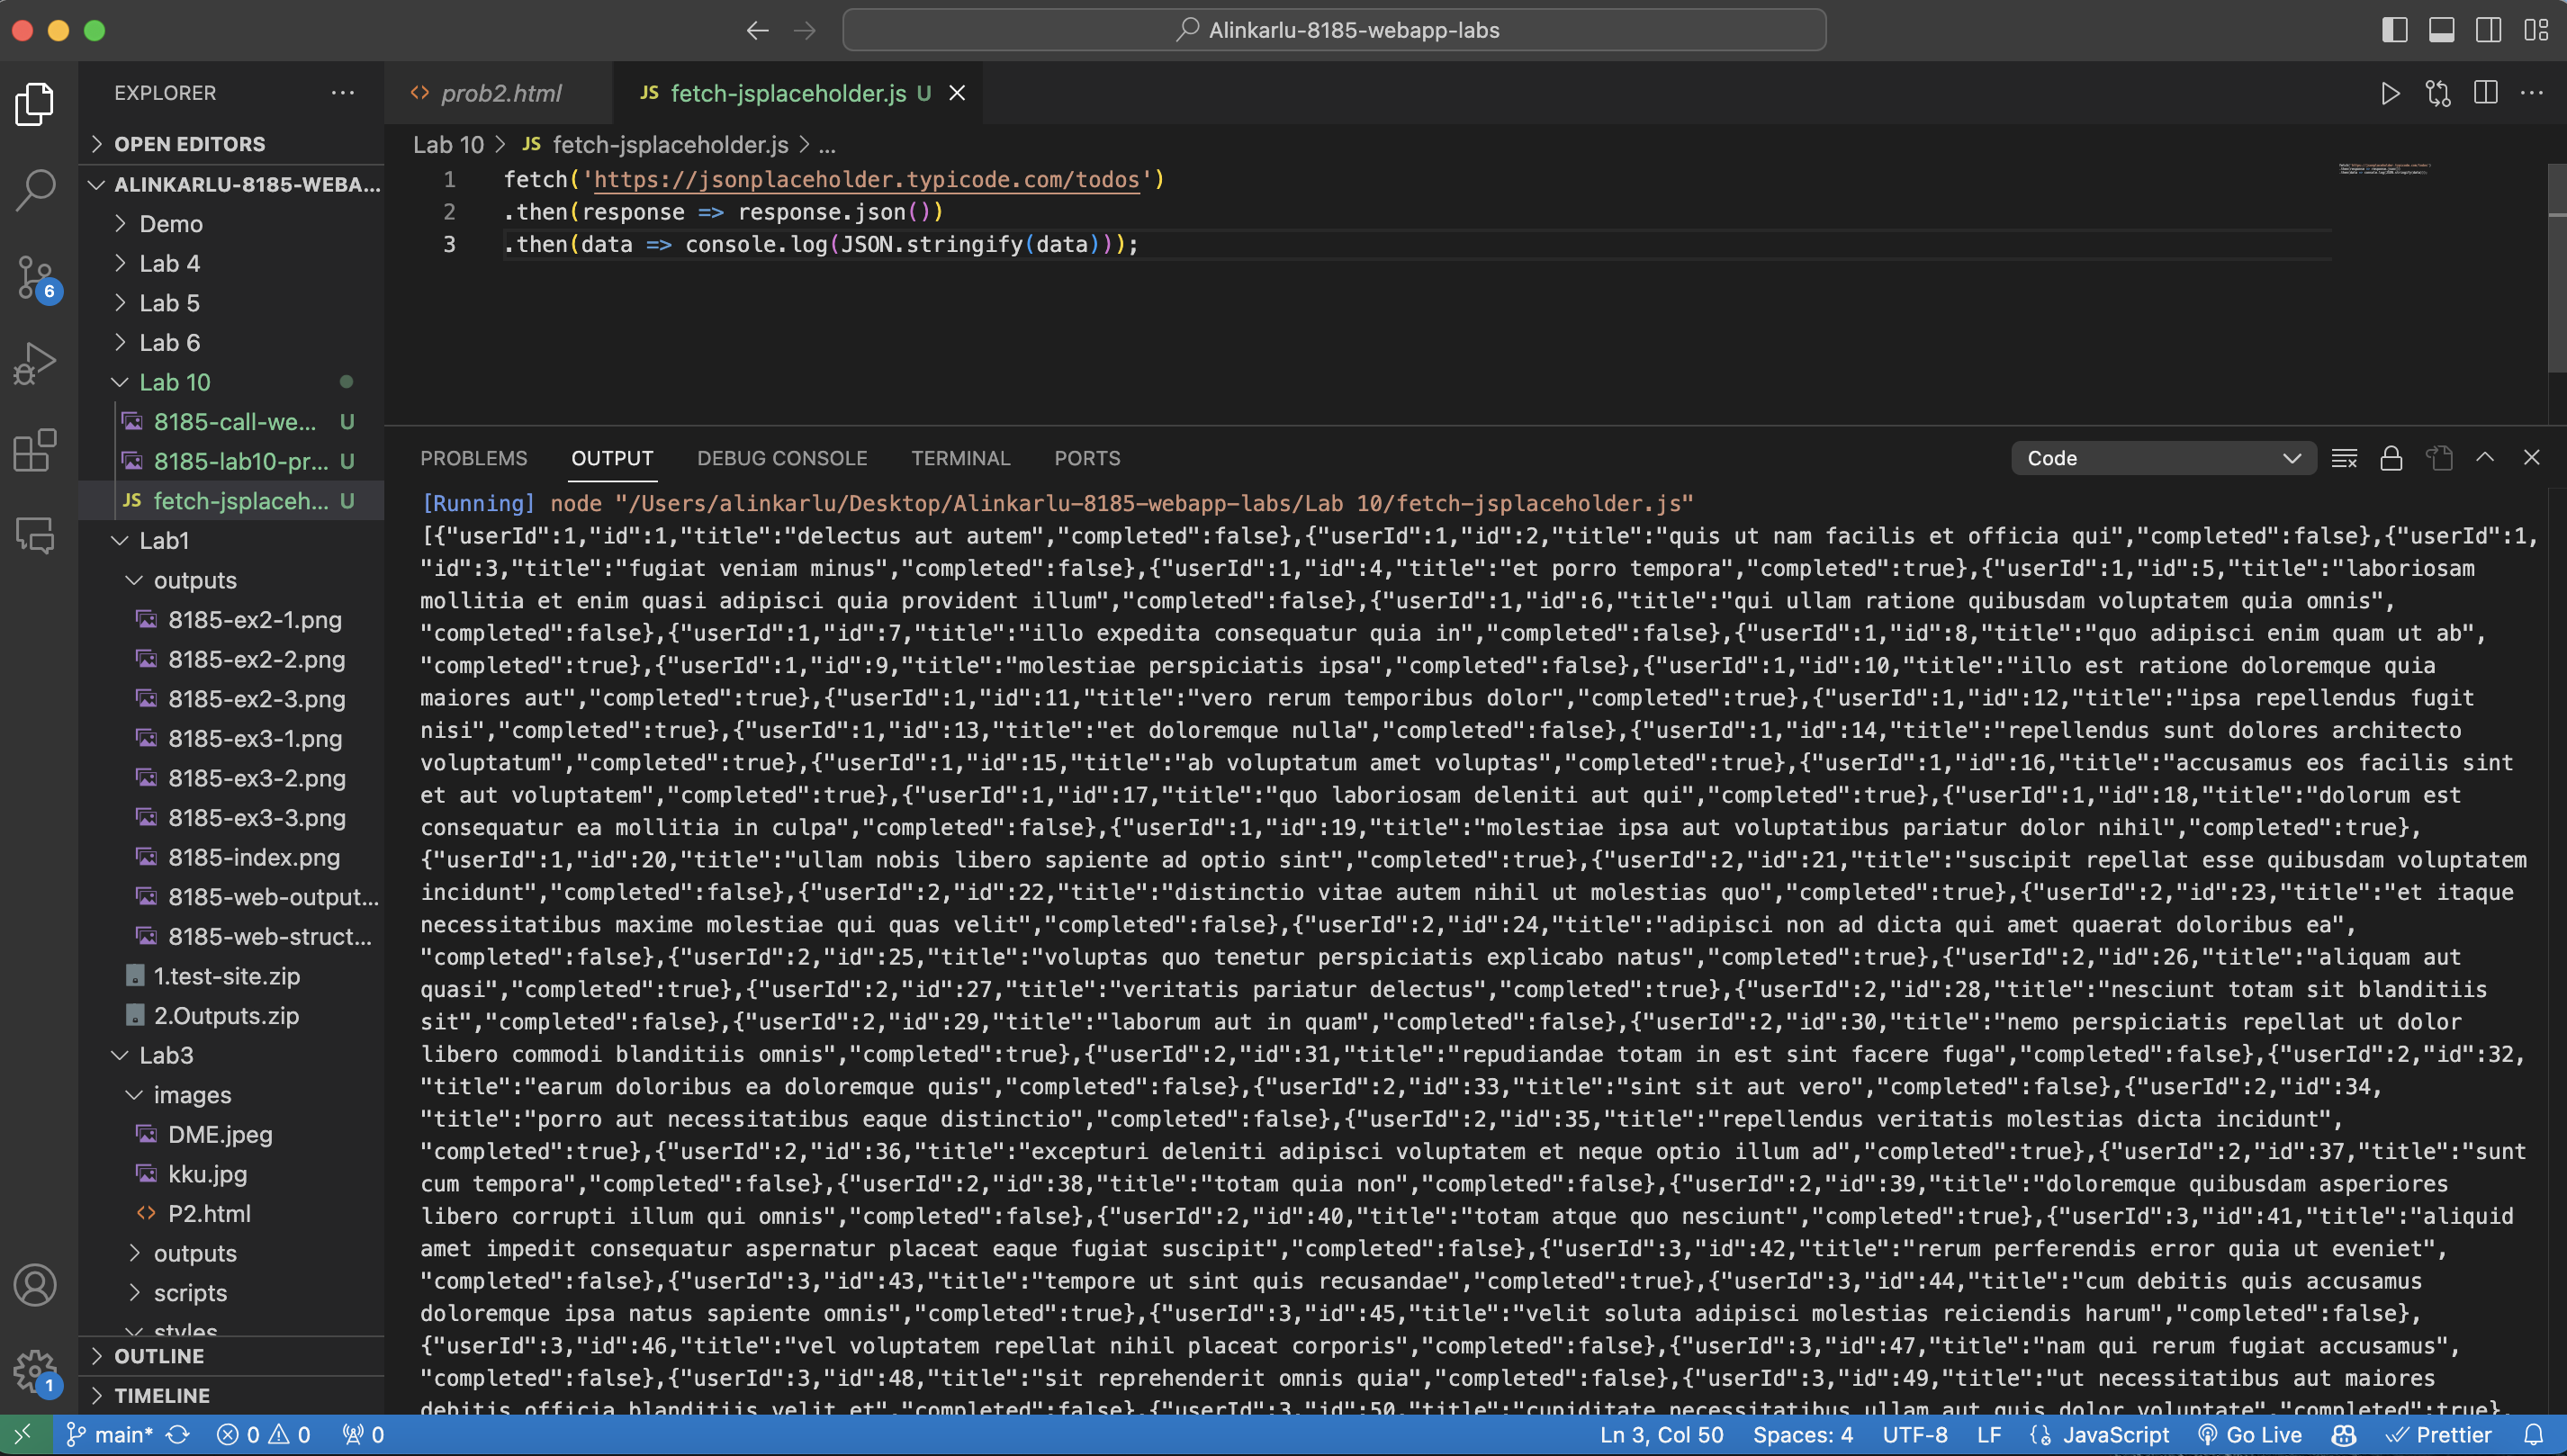 Alinkarlu-8185-webapp-labs
EXPLORER
OPEN EDITORS
ALINKARLU-8185-WEBA...
Demo
Lab 4
Lab 5
Lab 6
Lab 10
8185-call-we... U
8185-lab10-pr... U
JS fetch-jsplaceh... U
Lab1
outputs
8185-ex2-1.png
8185-ex2-2.png
8185-ex2-3.png
8185-ex3-1.png
8185-ex3-2.png
8185-ex3-3.png
8185-index.png
8185-web-output...
8185-web-struct...
1.test-site.zip
2.Outputs.zip
Lab3
images
DME.jpeg
kku.jpg
<> P2.html
outputs
scripts
styles
OUTLINE
TIMELINE
6
1
<> prob2.html
JS fetch-jsplaceholder.js U
Lab 10 > JS fetch-jsplaceholder.js > ...
1 fetch('https://jsonplaceholder.typicode.com/todos')
2 .then(response => response.json())
3 .then(data => console.log(JSON.stringify(data)));
PROBLEMS OUTPUT DEBUG CONSOLE TERMINAL PORTS
Code
[Running] node "/Users/alinkarlu/Desktop/Alinkarlu-8185-webapp-labs/Lab 10/fetch-jsplaceholder.js"
[{"userId":1,"id":1,"title":"delectus aut autem","completed":false},{"userId":1,"id":2,"title":"quis ut nam facilis et officia qui","completed":false},{"userId":1,
"id":3,"title":"fugiat veniam minus","completed":false},{"userId":1,"id":4,"title":"et porro tempora","completed":true},{"userId":1,"id":5,"title":"laboriosam
mollitia et enim quasi adipisci quia provident illum","completed":false},{"userId":1,"id":6,"title":"qui ullam ratione quibusdam voluptatem quia omnis",
"completed":false},{"userId":1,"id":7,"title":"illo expedita consequatur quia in","completed":false},{"userId":1,"id":8,"title":"quo adipisci enim quam ut ab",
"completed":true},{"userId":1,"id":9,"title":"molestiae perspiciatis ipsa","completed":false},{"userId":1,"id":10,"title":"illo est ratione doloremque quia
maiores aut","completed":true},{"userId":1,"id":11,"title":"vero rerum temporibus dolor","completed":true},{"userId":1,"id":12,"title":"ipsa repellendus fugit
nisi","completed":true},{"userId":1,"id":13,"title":"et doloremque nulla","completed":false},{"userId":1,"id":14,"title":"repellendus sunt dolores architecto
voluptatum","completed":true},{"userId":1,"id":15,"title":"ab voluptatum amet voluptas","completed":true},{"userId":1,"id":16,"title":"accusamus eos facilis sint
et aut voluptatem","completed":true},{"userId":1,"id":17,"title":"quo laboriosam deleniti aut qui","completed":true},{"userId":1,"id":18,"title":"dolorum est
consequatur ea mollitia in culpa","completed":false},{"userId":1,"id":19,"title":"molestiae ipsa aut voluptatibus pariatur dolor nihil","completed":true},
{"userId":1,"id":20,"title":"ullam nobis libero sapiente ad optio sint","completed":true},{"userId":2,"id":21,"title":"suscipit repellat esse quibusdam voluptatem
incidunt","completed":false},{"userId":2,"id":22,"title":"distinctio vitae autem nihil ut molestias quo","completed":true},{"userId":2,"id":23,"title":"et itaque
necessitatibus maxime molestiae qui quas velit","completed":false},{"userId":2,"id":24,"title":"adipisci non ad dicta qui amet quaerat doloribus ea",
"completed":false},{"userId":2,"id":25,"title":"voluptas quo tenetur perspiciatis explicabo natus","completed":true},{"userId":2,"id":26,"title":"aliquam aut
quasi","completed":true},{"userId":2,"id":27,"title":"veritatis pariatur delectus","completed":true},{"userId":2,"id":28,"title":"nesciunt totam sit blanditiis
sit","completed":false},{"userId":2,"id":29,"title":"laborum aut in quam","completed":false},{"userId":2,"id":30,"title":"nemo perspiciatis repellat ut dolor
libero commodi blanditiis omnis","completed":true},{"userId":2,"id":31,"title":"repudiandae totam in est sint facere fuga","completed":false},{"userId":2,"id":32,
"title":"earum doloribus ea doloremque quis","completed":false},{"userId":2,"id":33,"title":"sint sit aut vero","completed":false},{"userId":2,"id":34,
"title":"porro aut necessitatibus eaque distinctio","completed":false},{"userId":2,"id":35,"title":"repellendus veritatis molestias dicta incidunt",
"completed":true},{"userId":2,"id":36,"title":"excepturi deleniti adipisci voluptatem et neque optio illum ad","completed":true},{"userId":2,"id":37,"title":"sunt
cum tempora","completed":false},{"userId":2,"id":38,"title":"totam quia non","completed":false},{"userId":2,"id":39,"title":"doloremque quibusdam asperiores
libero corrupti illum qui omnis","completed":false},{"userId":2,"id":40,"title":"totam atque quo nesciunt","completed":true},{"userId":3,"id":41,"title":"aliquid
amet impedit consequatur aspernatur placeat eaque fugiat suscipit","completed":false},{"userId":3,"id":42,"title":"rerum perferendis error quia ut eveniet",
"completed":false},{"userId":3,"id":43,"title":"tempore ut sint quis recusandae","completed":true},{"userId":3,"id":44,"title":"cum debitis quis accusamus
doloremque ipsa natus sapiente omnis","completed":true},{"userId":3,"id":45,"title":"velit soluta adipisci molestias reiciendis harum","completed":false},
{"userId":3,"id":46,"title":"vel voluptatem repellat nihil placeat corporis","completed":false},{"userId":3,"id":47,"title":"nam qui rerum fugiat accusamus",
"completed":false},{"userId":3,"id":48,"title":"sit reprehenderit omnis quia","completed":false},{"userId":3,"id":49,"title":"ut necessitatibus aut maiores
debitis officia blanditiis velit et","completed":false},{"userId":3,"id":50,"title":"cupiditate necessitatibus ullam aut quis dolor voluptate","completed":true},
main* 0 0 0 Ln 3, Col 50 Spaces: 4 UTF-8 LF JavaScript Go Live Prettier